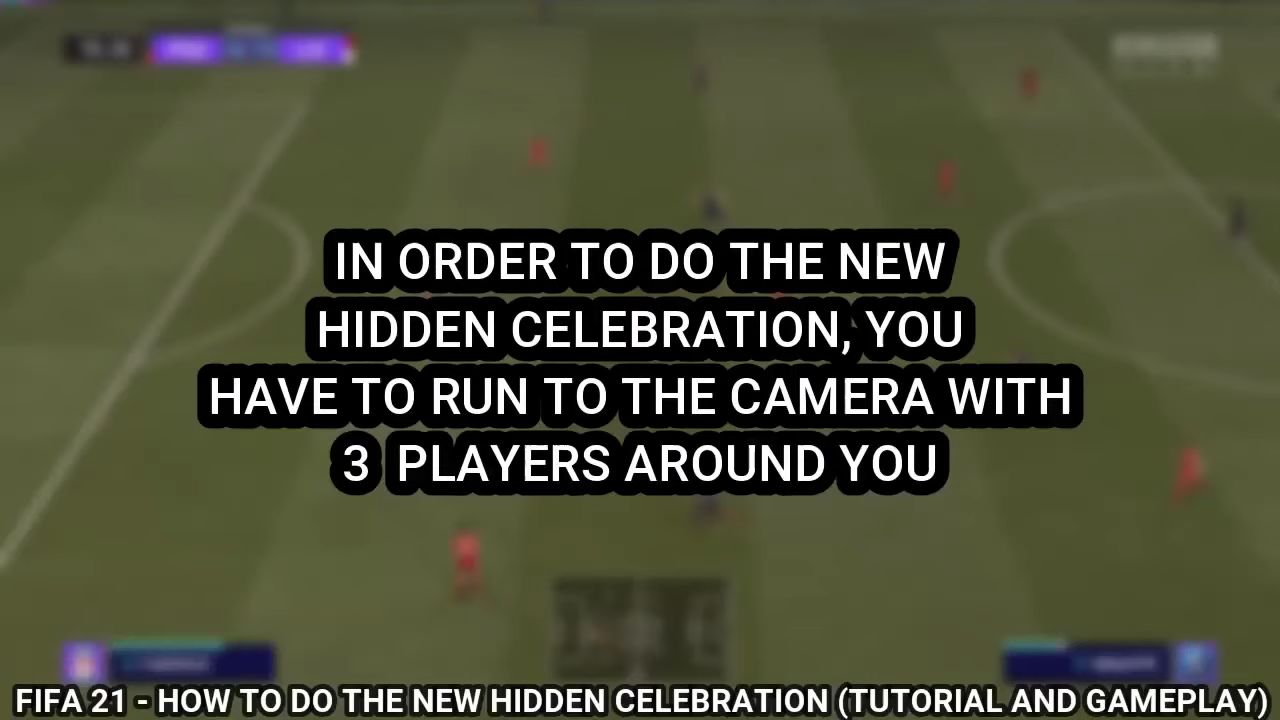 IN ORDER TO DO THE NEW
HIDDEN CELEBRATION, YOU
HAVE TO RUN TO THE CAMERA WITH
3 PLAYERS AROUND YOU
FIFA 21 - HOW TO DO THE NEW HIDDEN CELEBRATION (TUTORIAL AND GAMEPLAY)